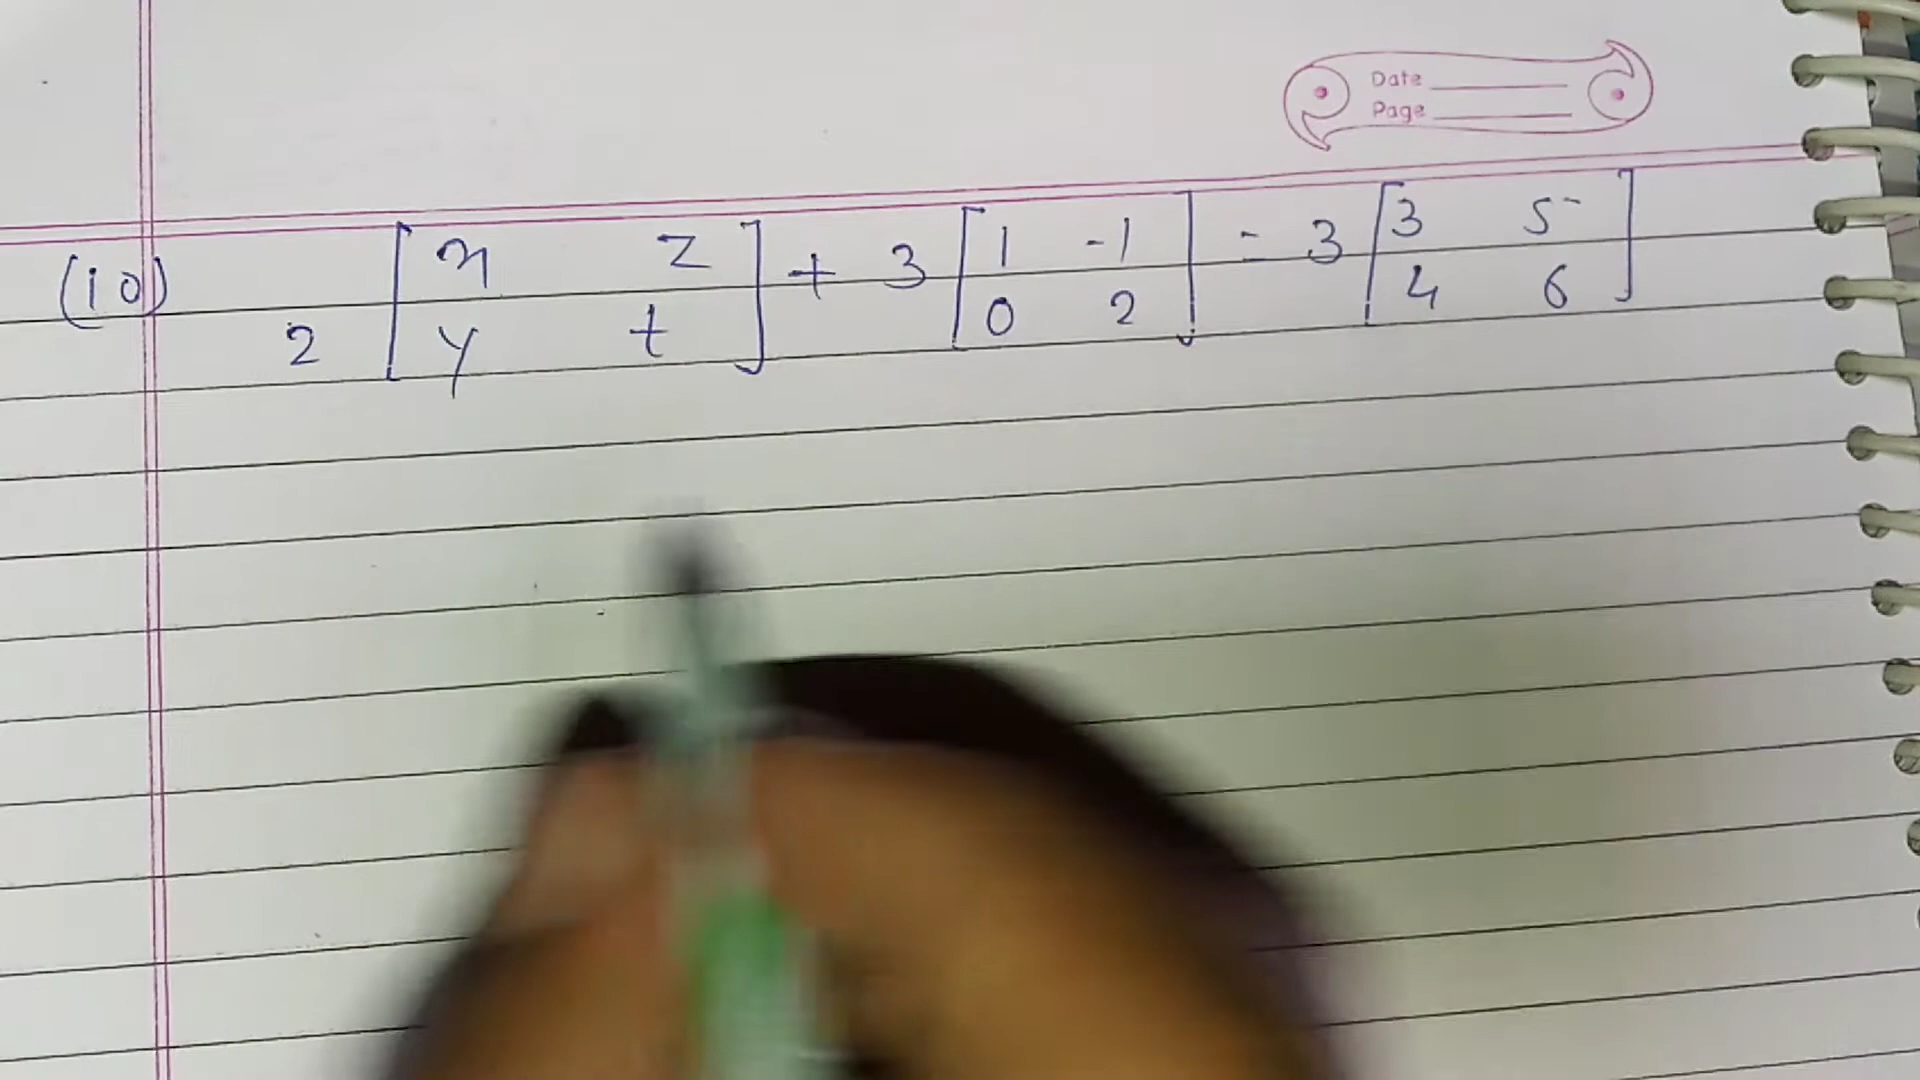 Date
Page
(10) 2 [x z] + 3 [1 -1] = 3 [3 5]
[y t] [0 2] [4 6]